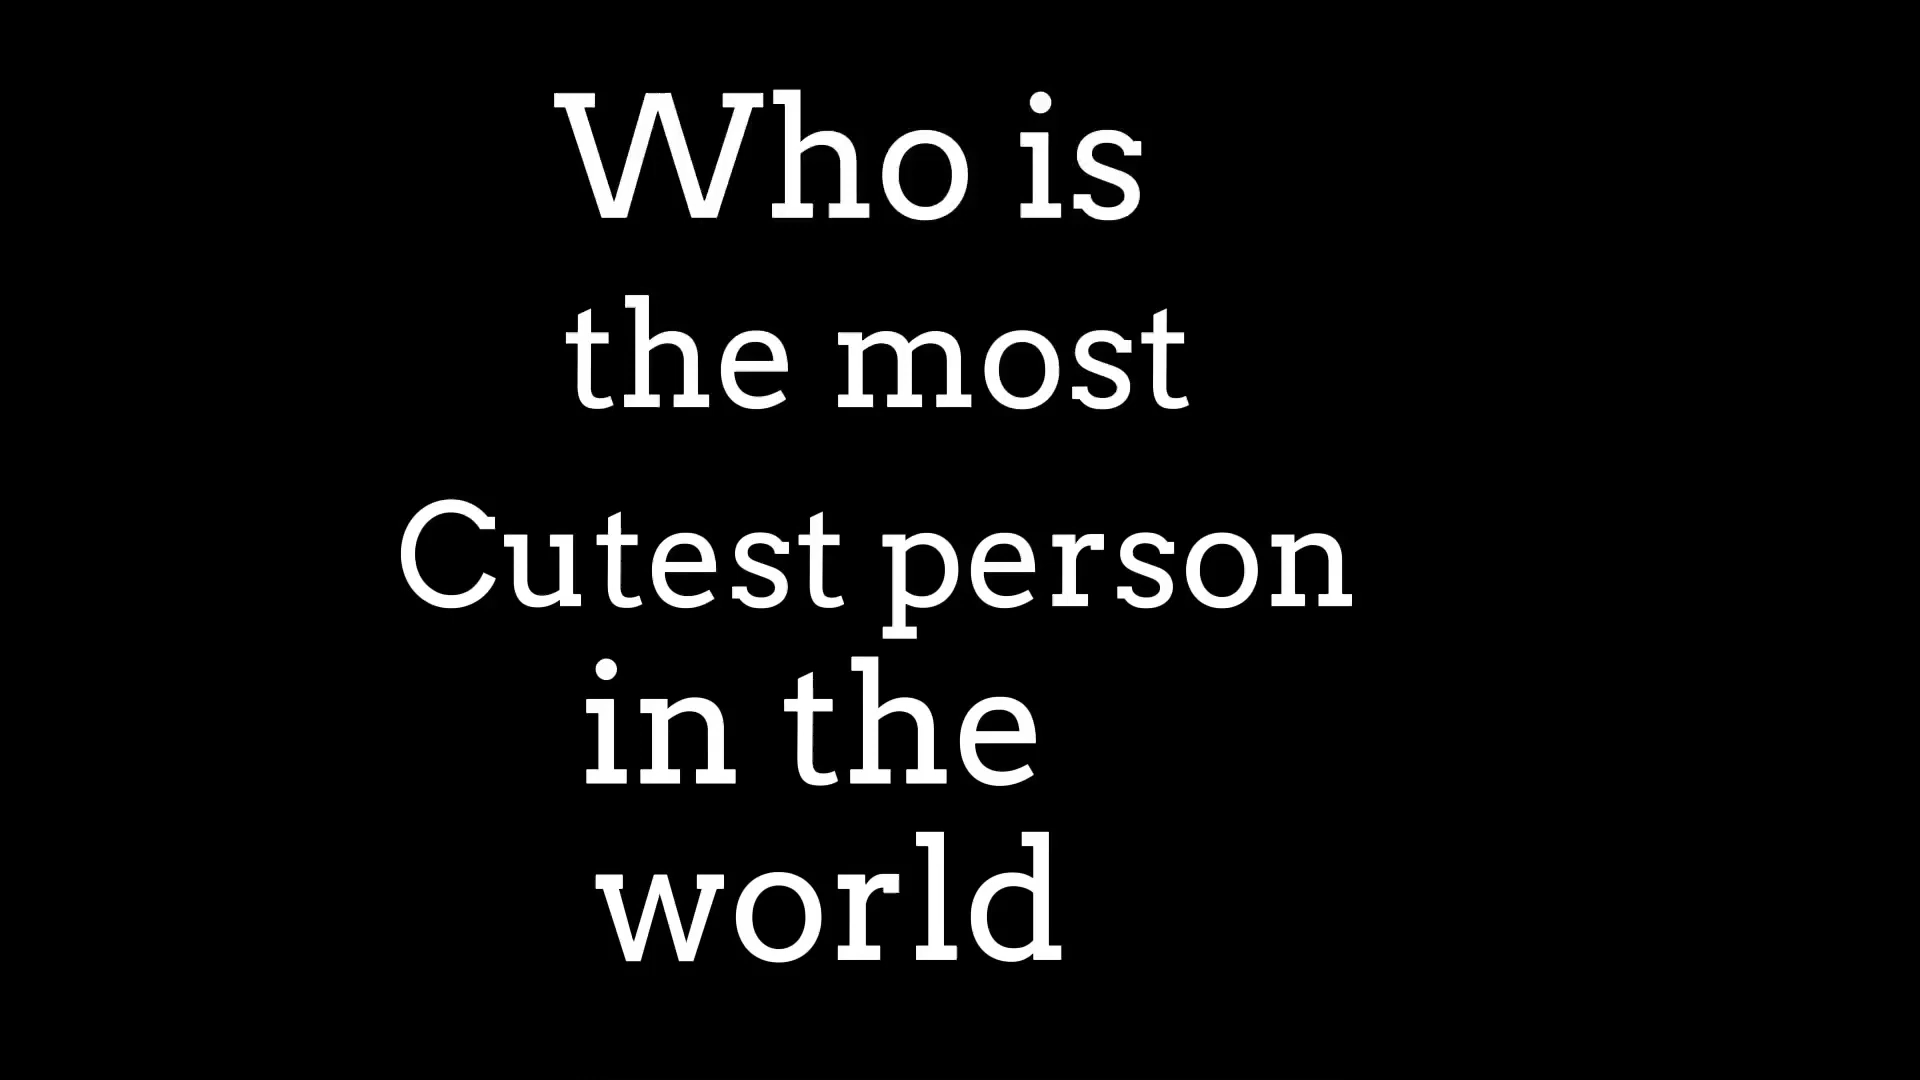 Who is
the most
Cutest person
in the
world